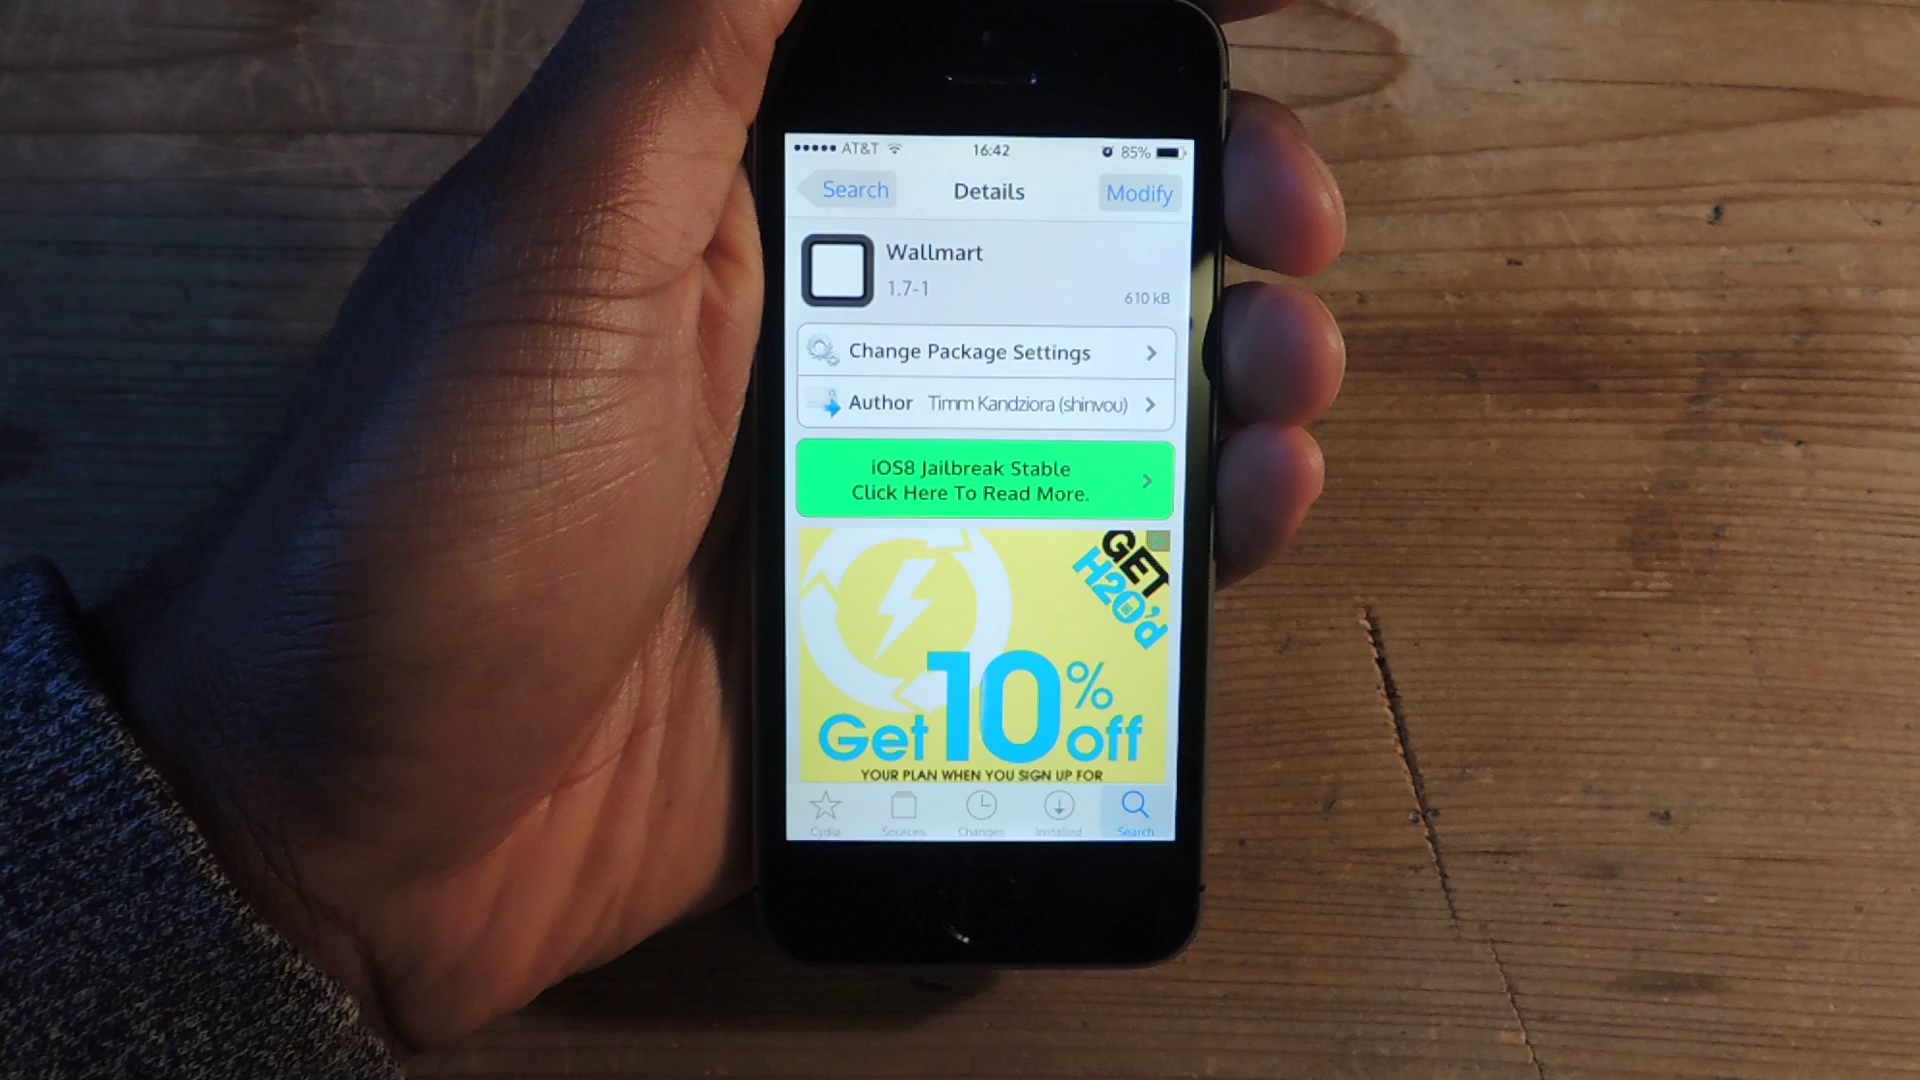 AT&T 16:42 85%
Search Details Modify
Wallmart
1.7-1
610 kB
Change Package Settings
Author Timm Kandziora (shinvou)
iOS8 Jailbreak Stable
Click Here To Read More.
GET
H2O'd
Get 10% off
YOUR PLAN WHEN YOU SIGN UP FOR
Cydia Sources Changes Installed Search